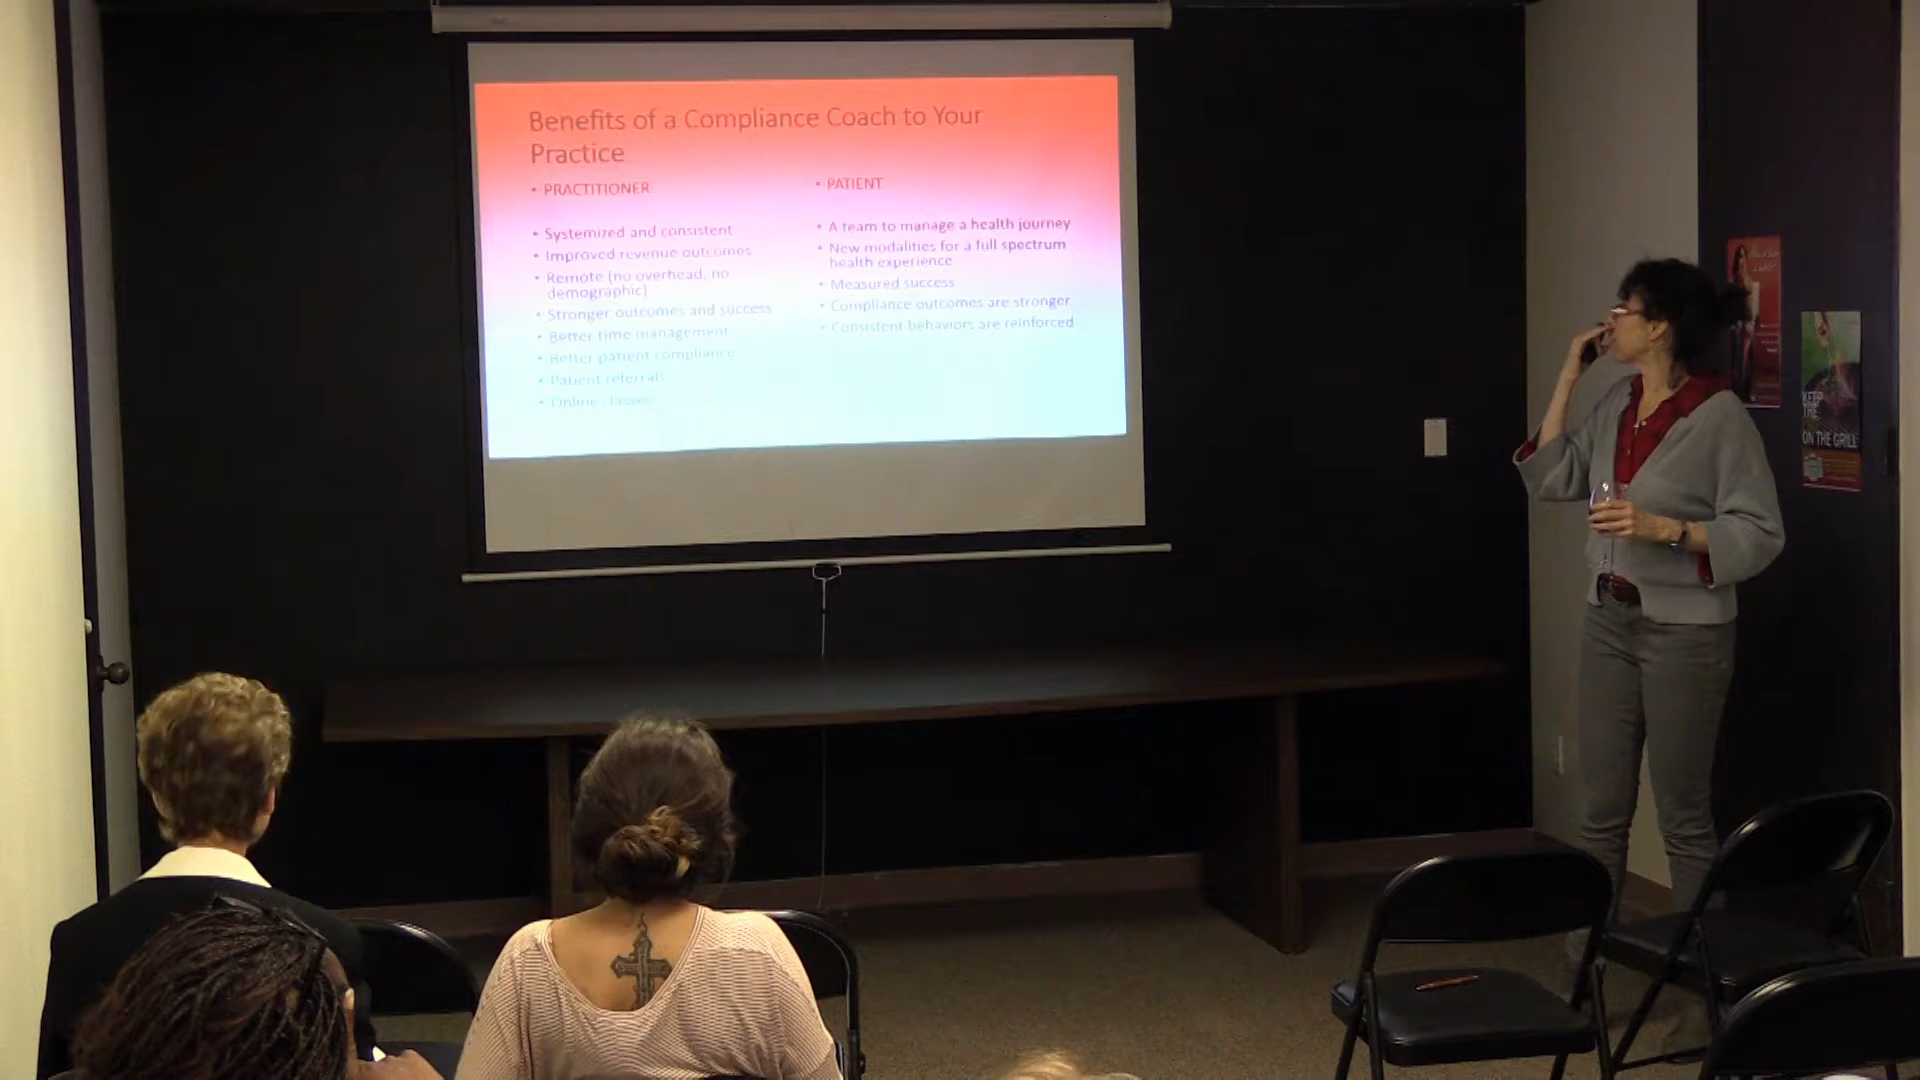 Benefits of a Compliance Coach to Your
Practice
• PRACTITIONER
• Systemized and consistent
• Improved revenue outcomes
• Remote (no overhead, no
demographic)
• Stronger outcomes and success
• Better time management
• Better patient compliance
• Patient referrals
• Online classes
• PATIENT
• A team to manage a health journey
• New modalities for a full spectrum
health experience
• Measured success
• Compliance outcomes are stronger
• Consistent behaviors are reinforced
KEEP
THE
ON THE GRILL